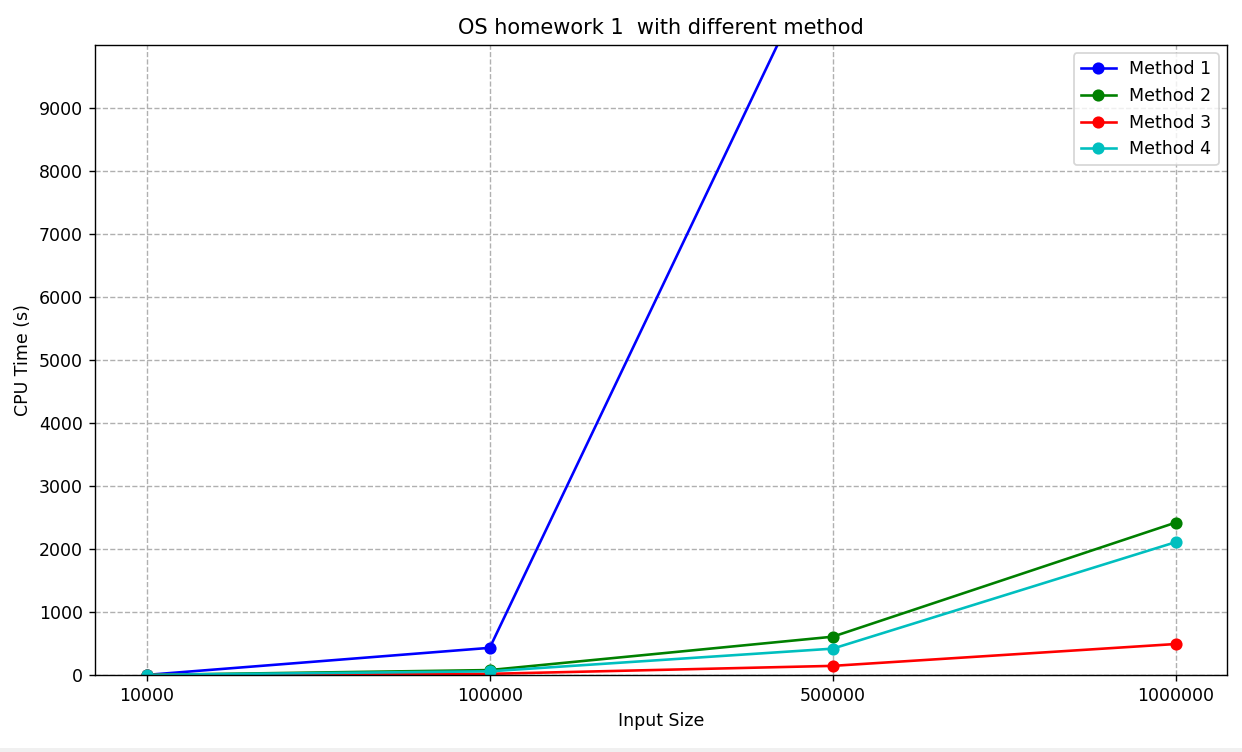 OS homework 1  with different method
Method 1
Method 2
Method 3
Method 4
CPU Time (s)
9000
8000
7000
6000
5000
4000
3000
2000
1000
0
10000 100000 500000 1000000
Input Size